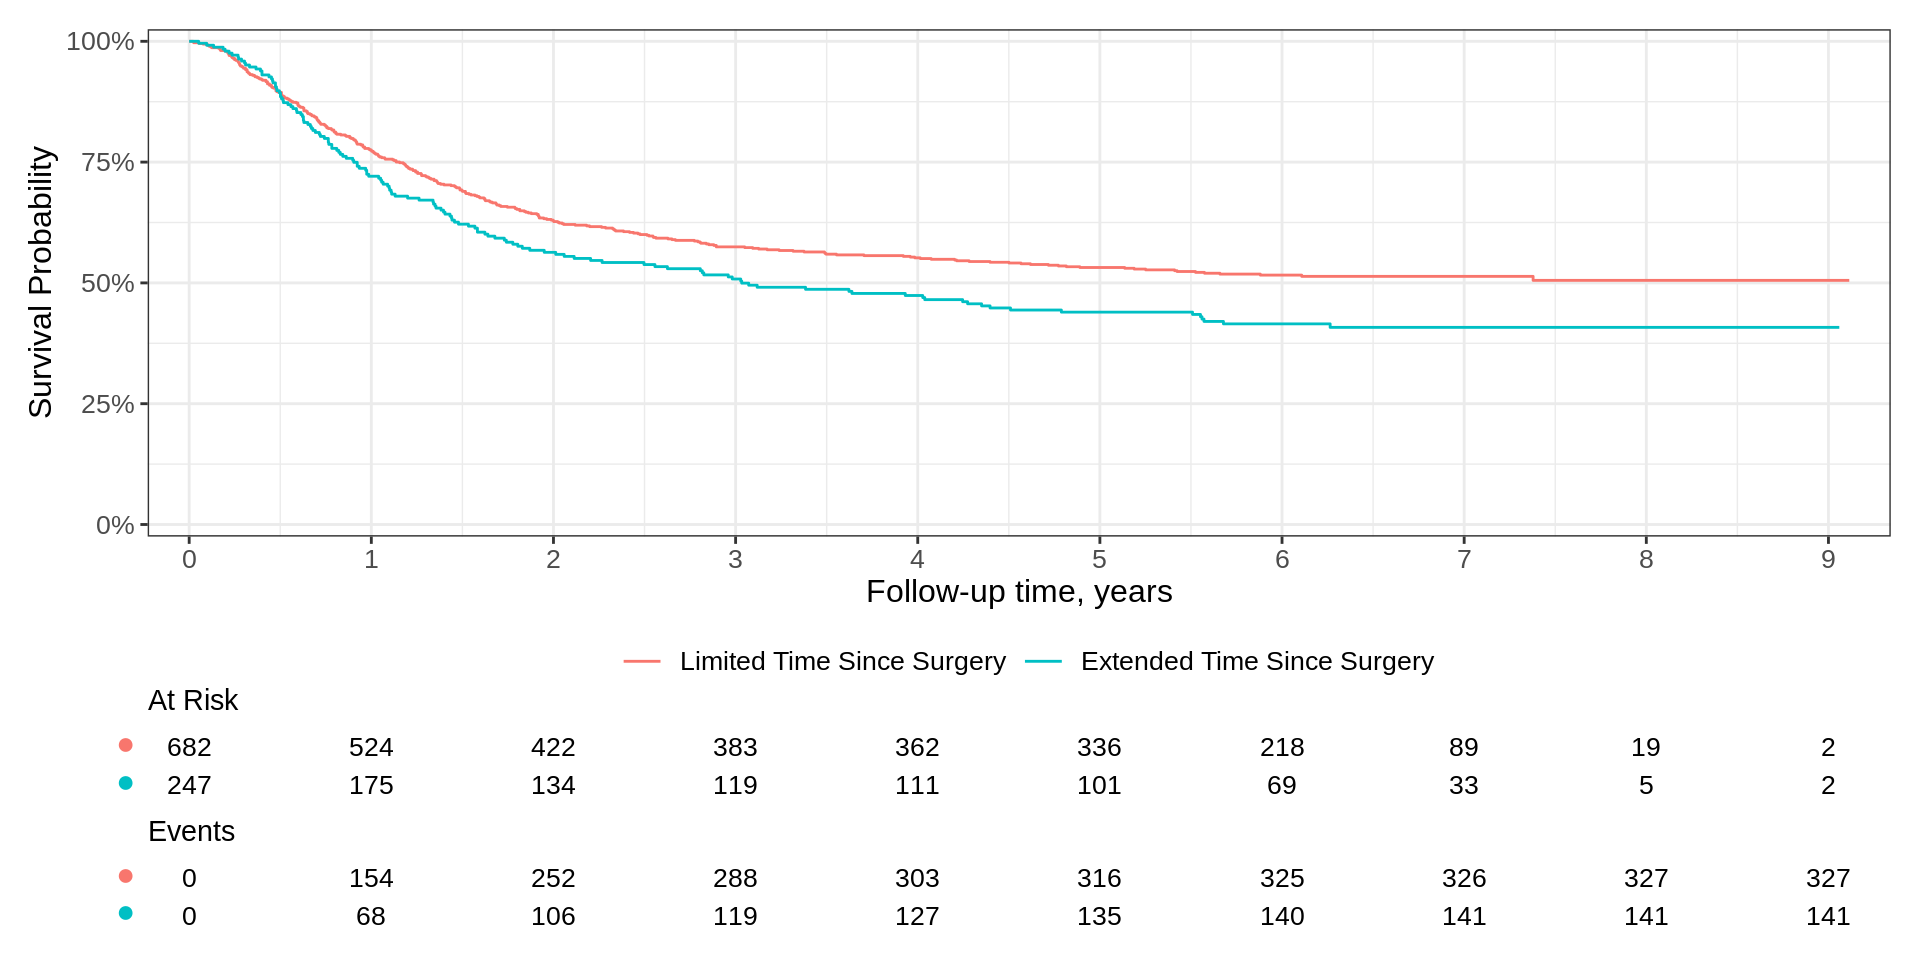 100%
75%
50%
25%
0%
Survival Probability
0 1 2 3 4 5 6 7 8 9
Follow-up time, years
Limited Time Since Surgery Extended Time Since Surgery
At Risk
682 524 422 383 362 336 218 89 19 2
247 175 134 119 111 101 69 33 5 2
Events
0 154 252 288 303 316 325 326 327 327
0 68 106 119 127 135 140 141 141 141